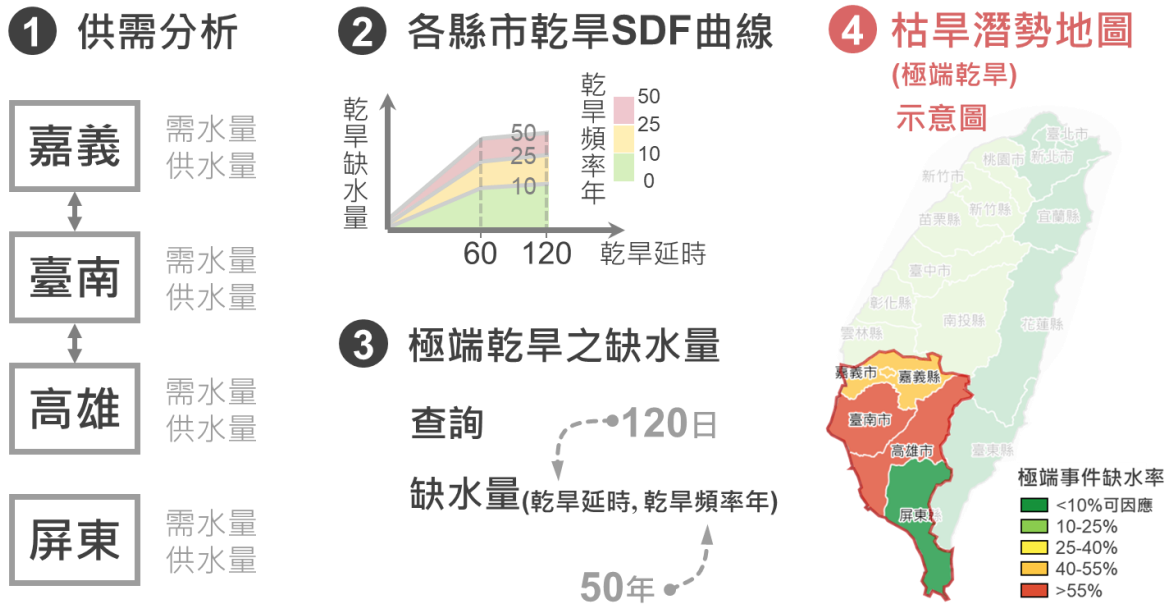 1 供需分析
嘉義
需水量
供水量
臺南
需水量
供水量
高雄
需水量
供水量
屏東
需水量
供水量
2 各縣市乾旱SDF曲線
乾旱缺水量
50
25
10
60
120
乾旱延時
乾旱頻率年
50
25
10
0
3 極端乾旱之缺水量
查詢
120日
缺水量(乾旱延時, 乾旱頻率年)
50年
4 枯旱潛勢地圖
(極端乾旱)
示意圖
臺北市
新北市
桃園市
新竹市
新竹縣
宜蘭縣
苗栗縣
臺中市
彰化縣
南投縣
花蓮縣
雲林縣
嘉義市
嘉義縣
臺南市
高雄市
臺東縣
屏東縣
極端事件缺水率
<10%可因應
10-25%
25-40%
40-55%
>55%